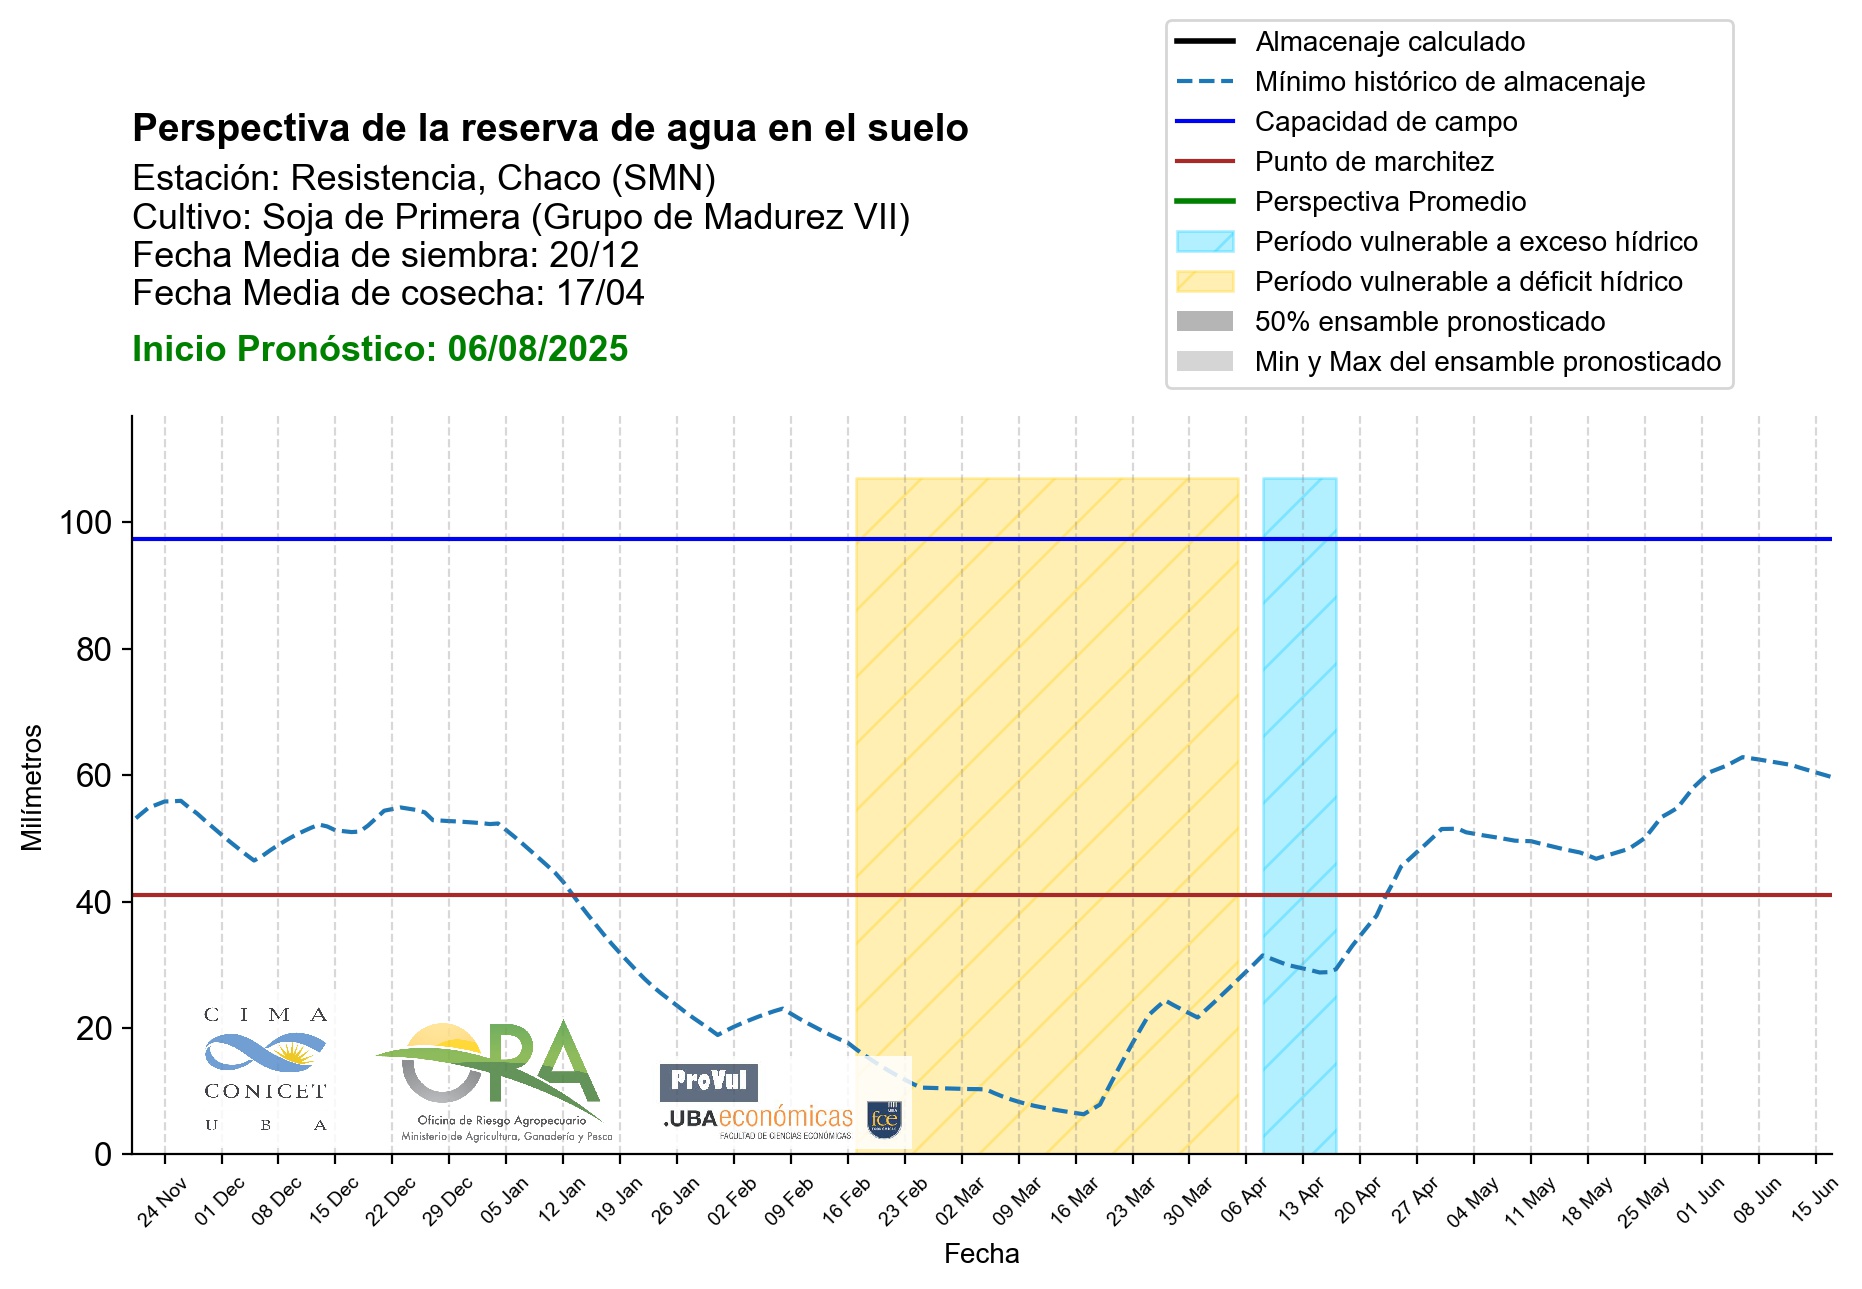 Almacenaje calculado
Mínimo histórico de almacenaje
Capacidad de campo
Punto de marchitez
Perspectiva Promedio
Período vulnerable a exceso hídrico
Período vulnerable a déficit hídrico
50% ensamble pronosticado
Min y Max del ensamble pronosticado
Perspectiva de la reserva de agua en el suelo
Estación: Resistencia, Chaco (SMN)
Cultivo: Soja de Primera (Grupo de Madurez VII)
Fecha Media de siembra: 20/12
Fecha Media de cosecha: 17/04
Inicio Pronóstico: 06/08/2025
100
80
60
40
20
0
Milímetros
CIMA
CONICET
UBA
ORA
Oficina de Riesgo Agropecuario
Ministerio de Agricultura, Ganadería y Pesca
ProVul
.UBAeconómicas
FACULTAD DE CIENCIAS ECONÓMICAS
UBA
fce
24 Nov
01 Dec
08 Dec
15 Dec
22 Dec
29 Dec
05 Jan
12 Jan
19 Jan
26 Jan
02 Feb
09 Feb
16 Feb
23 Feb
02 Mar
09 Mar
16 Mar
23 Mar
30 Mar
06 Apr
13 Apr
20 Apr
27 Apr
04 May
11 May
18 May
25 May
01 Jun
08 Jun
15 Jun
Fecha